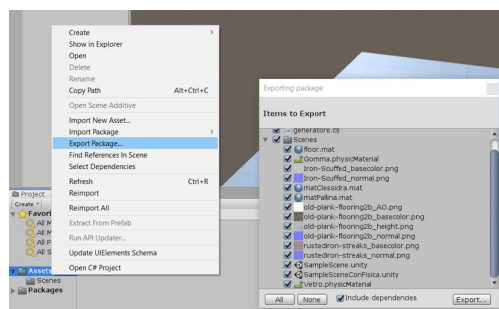 Create >
Show in Explorer
Open
Delete
Rename
Copy Path Alt+Ctrl+C
Open Scene Additive
Import New Asset...
Import Package >
Export Package...
Find References In Scene
Select Dependencies
Refresh Ctrl+R
Reimport
Reimport All
Extract From Prefab
Run API Updater...
Update UIElements Schema
Open C# Project
Project
Create
Favori
All M
All M
All P
All S
Assets
Scenes
Packages
Exporting package
Items to Export
generatore.cs
Scenes
floor.mat
Gomma.physicMaterial
Iron-Scuffed_basecolor.png
Iron-Scuffed_normal.png
matClessidra.mat
matPallina.mat
old-plank-flooring2b_AO.png
old-plank-flooring2b_basecolor.png
old-plank-flooring2b_height.png
old-plank-flooring2b_normal.png
rustediron-streaks_basecolor.png
rustediron-streaks_normal.png
SampleScene.unity
SampleSceneConFisica.unity
Vetro.physicMaterial
All None Include dependencies Export...